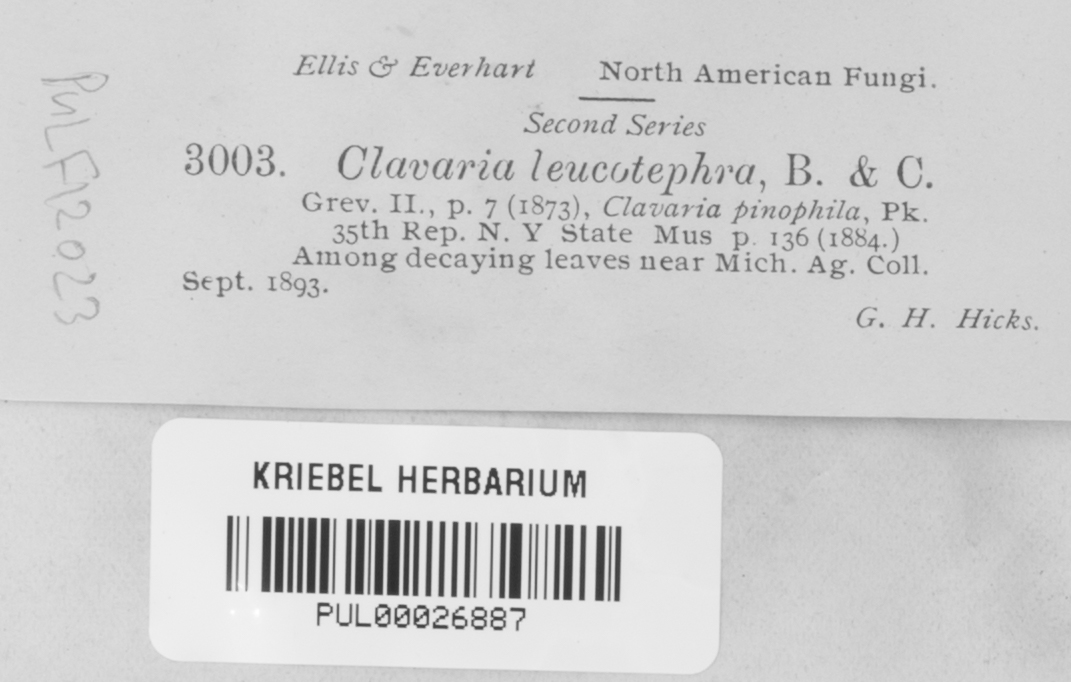 Ellis & Everhart North American Fungi.
Second Series
3003. Clavaria leucotephra, B. & C.
Grev. II., p. 7 (1873), Clavaria pinophila, Pk.
35th Rep. N. Y State Mus p. 136 (1884.)
Among decaying leaves near Mich. Ag. Coll.
Sept. 1893.
G. H. Hicks.
PULF12023
KRIEBEL HERBARIUM
PUL00026887